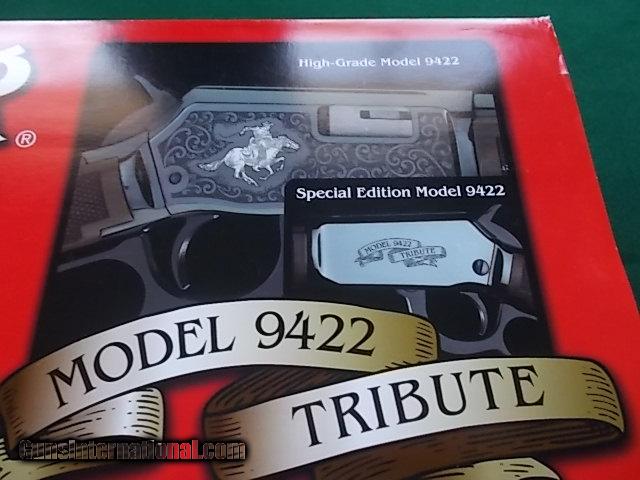 ®
High-Grade Model 9422
Special Edition Model 9422
MODEL 9422
TRIBUTE
MODEL 9422
TRIBUTE
GunsInternational.com